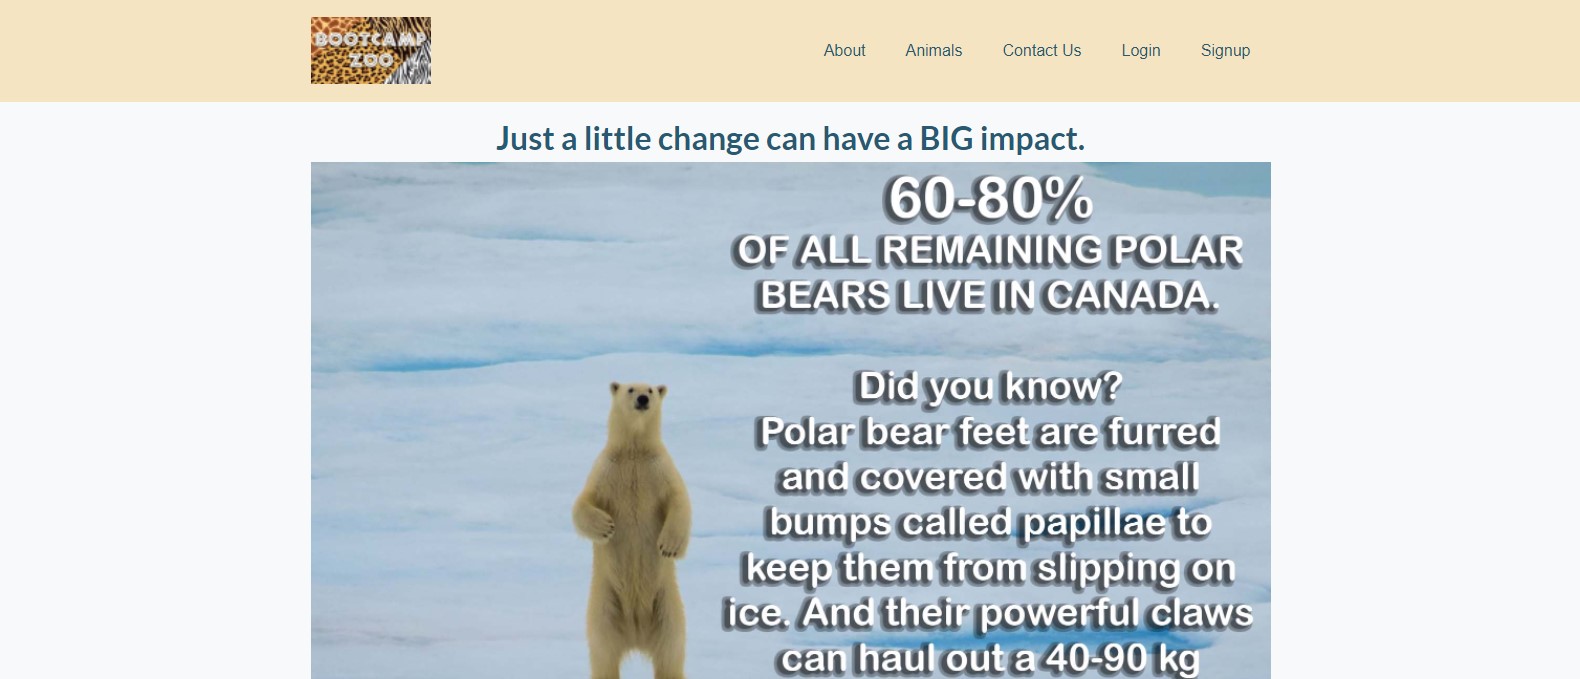 BOOTCAMP
ZOO
About Animals Contact Us Login Signup
Just a little change can have a BIG impact.
60-80%
OF ALL REMAINING POLAR
BEARS LIVE IN CANADA.
Did you know?
Polar bear feet are furred
and covered with small
bumps called papillae to
keep them from slipping on
ice. And their powerful claws
can haul out a 40-90 kg